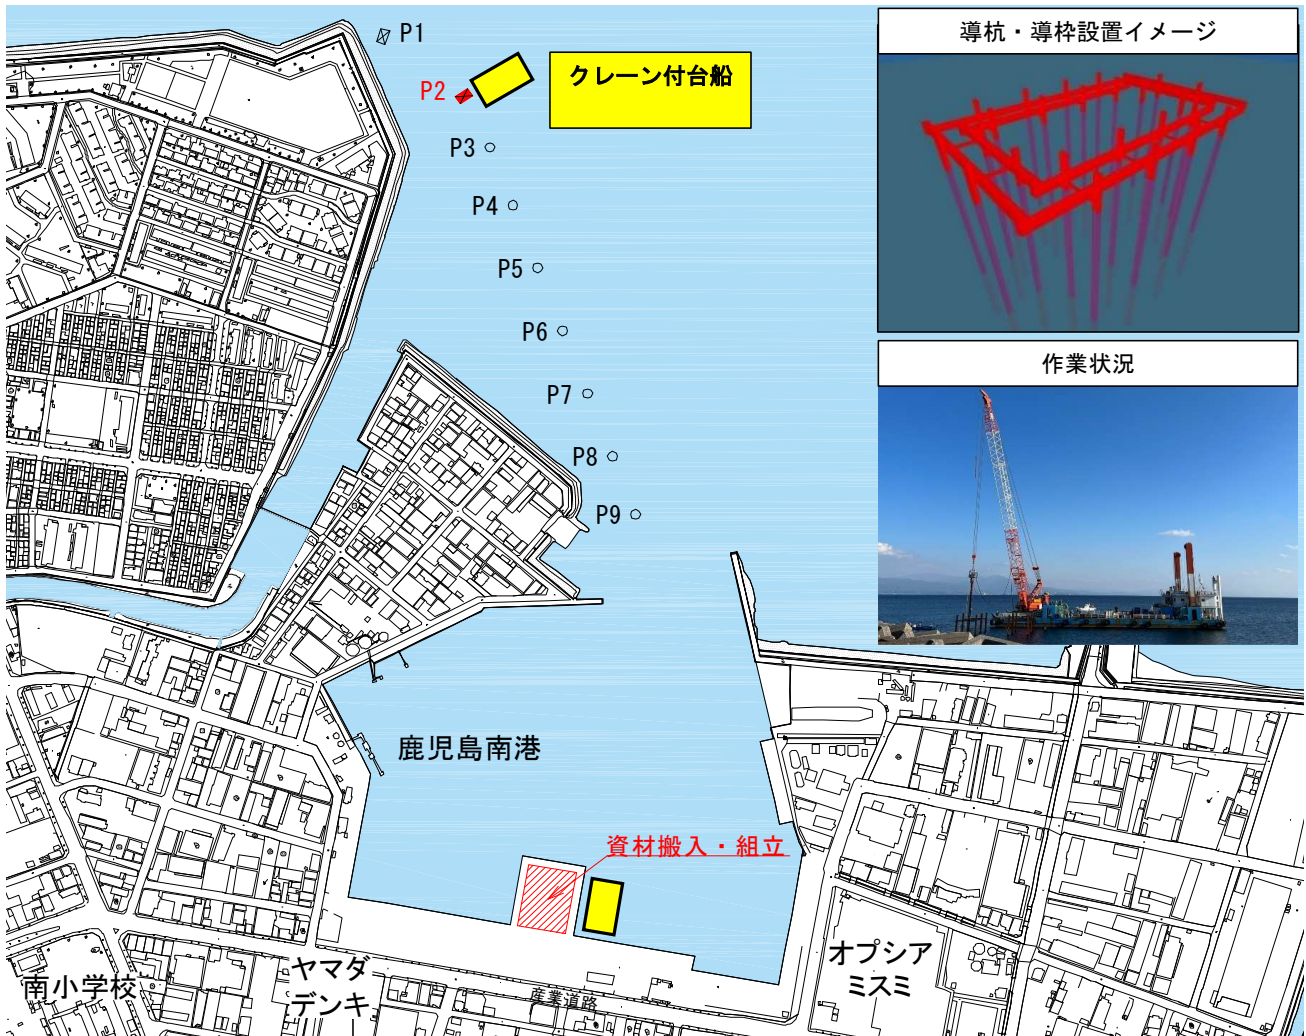 P1
P2
クレーン付台船
P3
P4
P5
P6
P7
P8
P9
導杭・導枠設置イメージ
作業状況
鹿児島南港
資材搬入・組立
オプシア
ミスミ
ヤマダ
デンキ
南小学校
産業道路